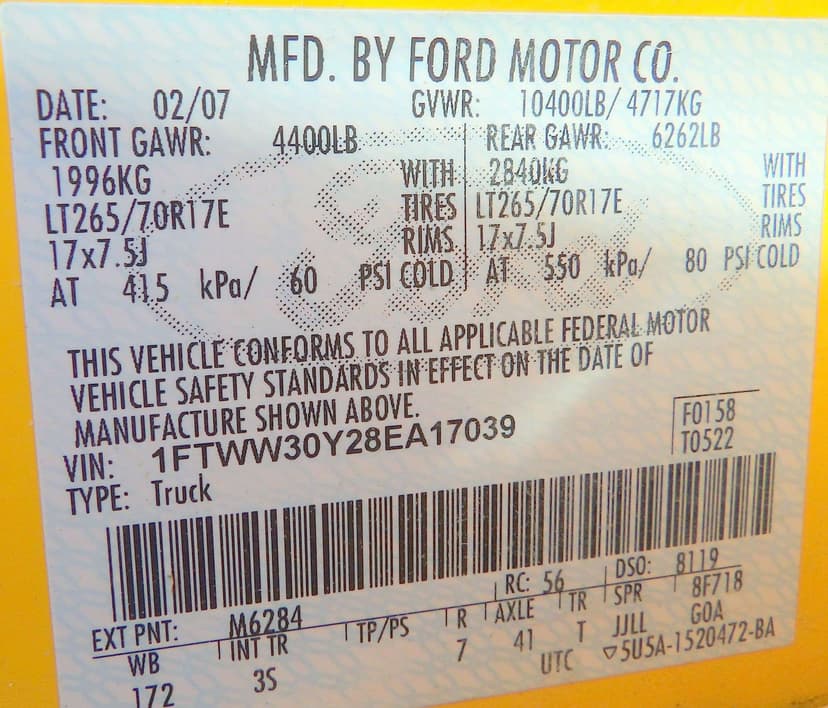 MFD. BY FORD MOTOR CO.
DATE: 02/07 GVWR: 10400LB/ 4717KG
FRONT GAWR: 4400LB REAR GAWR: 6262LB
1996KG WITH 2840KG WITH
LT265/70R17E TIRES LT265/70R17E TIRES
17x7.5J RIMS 17x7.5J RIMS
AT 415 kPa/ 60 PSI COLD AT 550 kPa/ 80 PSI COLD
THIS VEHICLE CONFORMS TO ALL APPLICABLE FEDERAL MOTOR
VEHICLE SAFETY STANDARDS IN EFFECT ON THE DATE OF
MANUFACTURE SHOWN ABOVE.
VIN: 1FTWW30Y28EA17039 F0158
TYPE: Truck T0522
EXT PNT: M6284 RC: 56 DSO: 8119
WB INT TR TP/PS R AXLE TR SPR 8F718
172 3S 7 41 T JJLL GOA
UTC ▽5U5A-1520472-BA